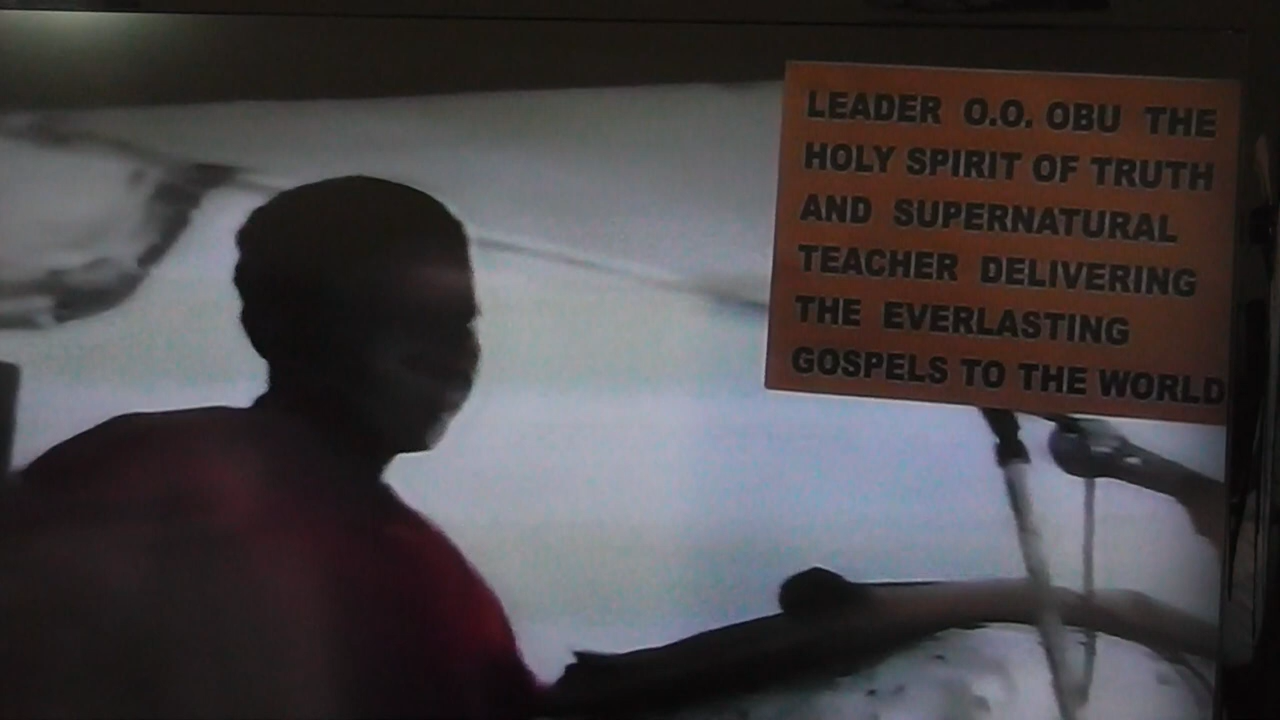 LEADER O.O. OBU THE
HOLY SPIRIT OF TRUTH
AND SUPERNATURAL
TEACHER DELIVERING
THE EVERLASTING
GOSPELS TO THE WORLD